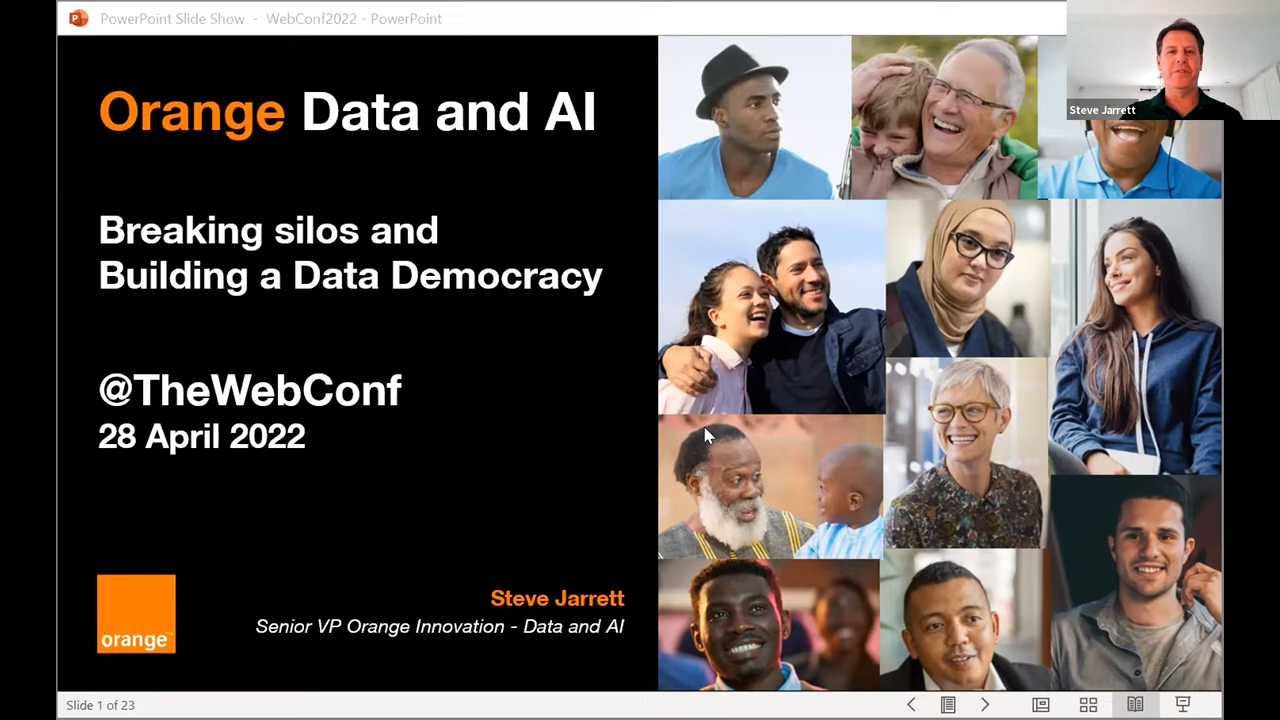 PowerPoint Slide Show - WebConf2022 - PowerPoint
Steve Jarrett
Orange Data and AI
Breaking silos and
Building a Data Democracy
@TheWebConf
28 April 2022
orange™
Steve Jarrett
Senior VP Orange Innovation - Data and AI
Slide 1 of 23